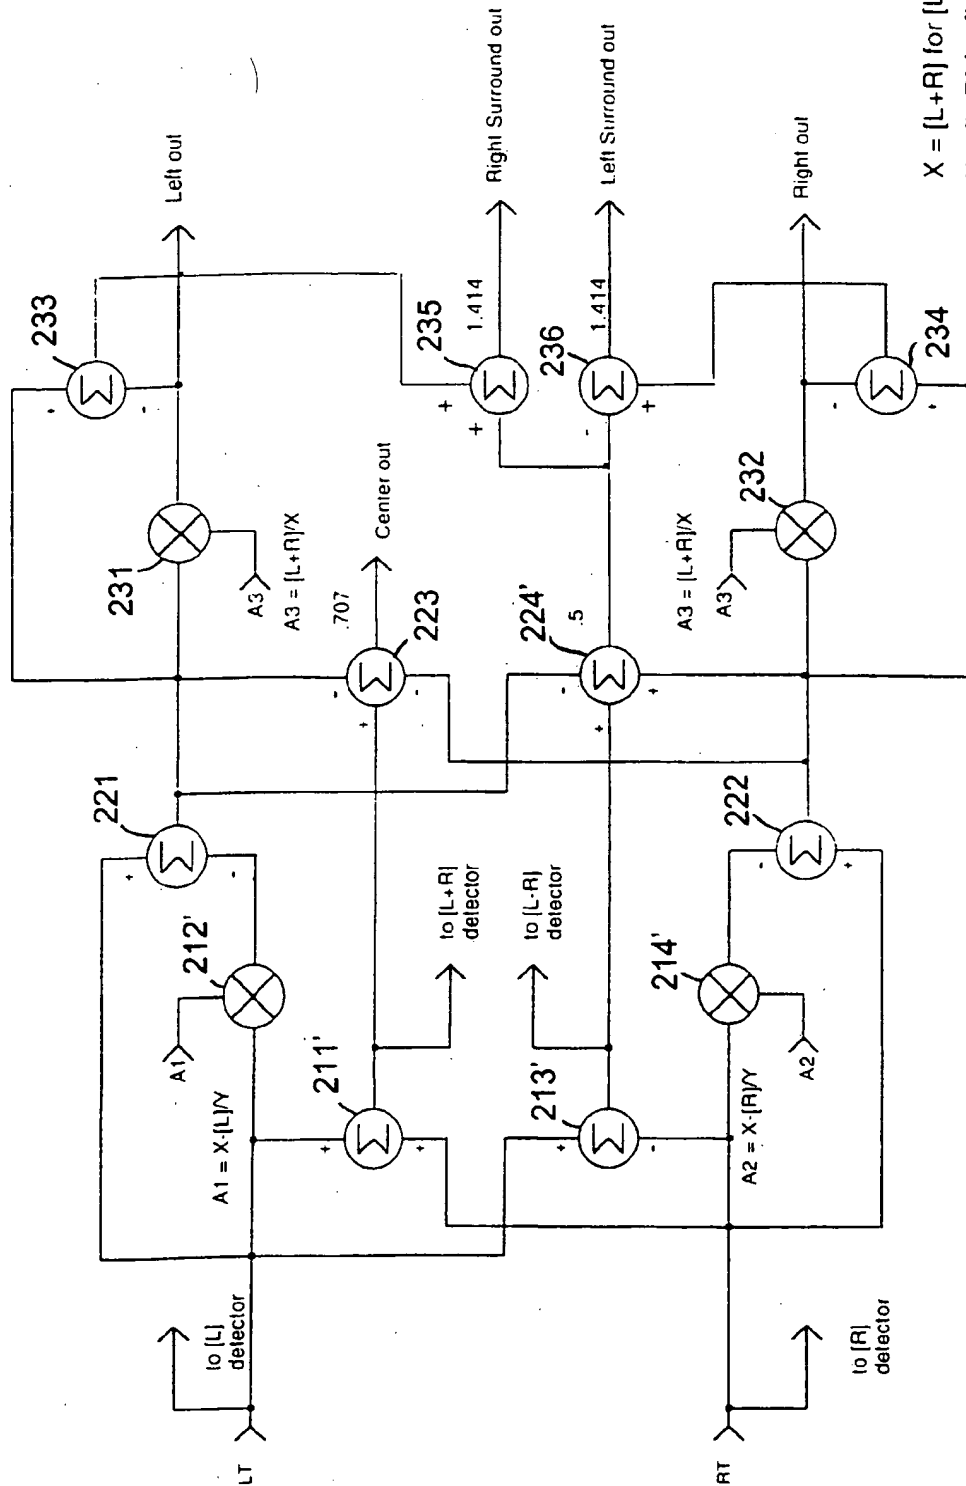 LT
to [L]
detector
A1 = X-[L]/Y
A1
212'
221
+
-
231
A3
A3 = [L+R]/X
233
-
-
Left out
211'
+
+
to [L+R]
detector
223
+
-
-
.707
Center out
235
+
+
1.414
Right Surround out
213'
+
-
to [L-R]
detector
224'
+
-
+
.5
236
-
+
1.414
Left Surround out
RT
to [R]
detector
A2 = X-[R]/Y
A2
214'
222
-
+
A3 = [L+R]/X
A3
232
234
-
-
Right out
X = [L+R] for